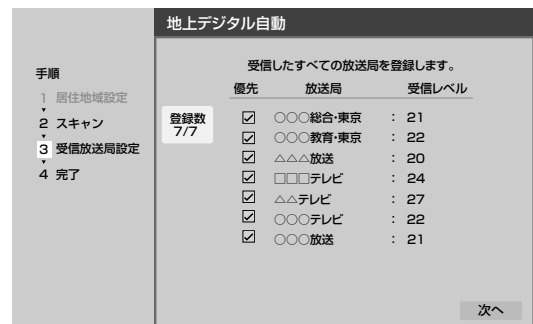 地上デジタル自動
手順
1 居住地域設定
2 スキャン
3 受信放送局設定
4 完了
受信したすべての放送局を登録します。
優先 放送局 受信レベル
登録数
7/7
○○○総合・東京 : 21
○○○教育・東京 : 22
△△△放送 : 20
□□□テレビ : 24
△△テレビ : 27
○○○テレビ : 22
○○○放送 : 21
次へ